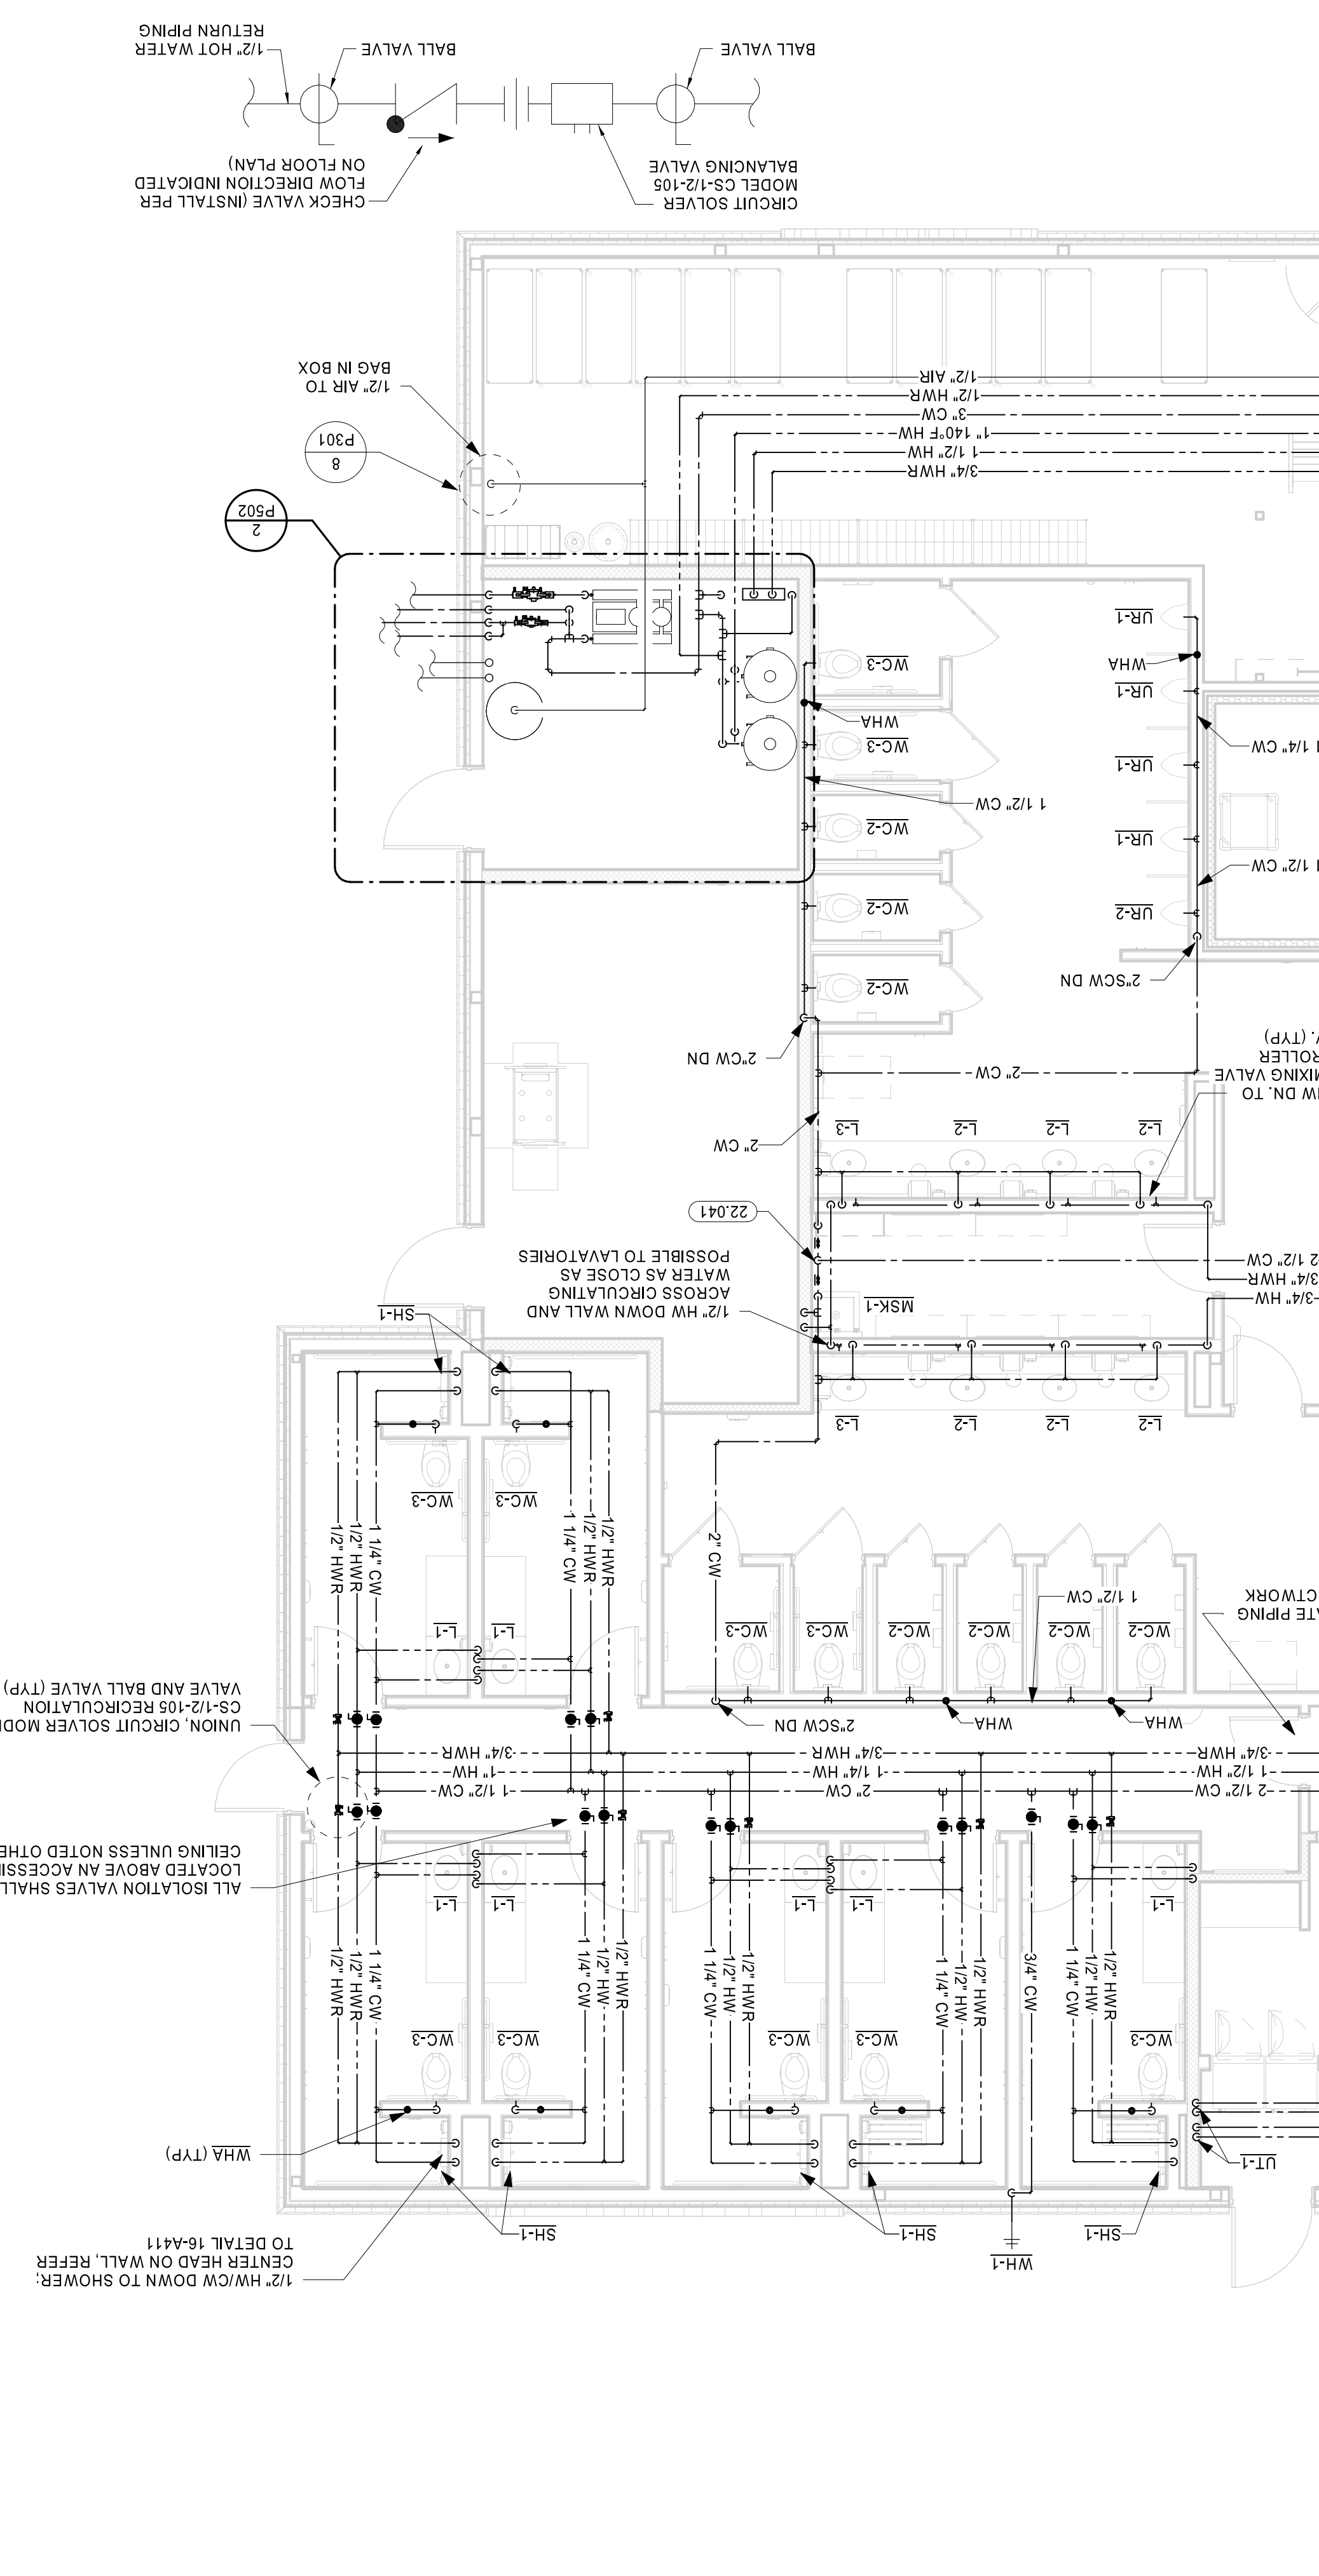 1/2" HW/CW DOWN TO SHOWER;
CENTER HEAD ON WALL, REFER
TO DETAIL 16-A411
WH-1
SH-1
SH-1
SH-1
UT-1
WHA (TYP)
WC-3
WC-3
WC-3
WC-3
WC-3
1/2" HWR
1/2" HW
1 1/4" CW
3/4" CW
1/2" HWR
1/2" HW
1 1/4" CW
1/2" HWR
1/2" HW
1 1/4" CW
1/2" HWR
1/2" HW
1 1/4" CW
1 1/4" CW
1/2" HWR
1/2" HWR
L-1
L-1
L-1
L-1
L-1
ALL ISOLATION VALVES SHALL
LOCATED ABOVE AN ACCESSI
CEILING UNLESS NOTED OTHE
2 1/2" CW
2" CW
1 1/2" CW
1 1/2" HW
1 1/4" HW
1" HW
3/4" HWR
3/4" HWR
3/4" HWR
UNION, CIRCUIT SOLVER MODE
CS-1/2-105 RECIRCULATION
VALVE AND BALL VALVE (TYP)
WHA
WHA
2"SCW DN
WC-2
WC-2
WC-2
WC-2
WC-3
WC-3
L-1
L-1
ATE PIPING
CTWORK
1 1/2" CW
2" CW
1/2" HWR
1/2" HWR
1 1/4" CW
1 1/4" CW
1/2" HWR
1/2" HWR
WC-3
WC-3
L-2
L-2
L-2
L-3
SH-1
MSK-1
1/2" HW DOWN WALL AND
ACROSS CIRCULATING
WATER AS CLOSE AS
POSSIBLE TO LAVATORIES
3/4" HW
3/4" HWR
2 1/2" CW
22.041
2" CW
L-2
L-2
L-2
L-3
W DN. TO
MIXING VALVE
ROLLER
. (TYP)
2" CW
2"CW DN
2"SCW DN
WC-2
UR-2
WC-2
1 1/2" CW
UR-1
WC-2
1 1/2" CW
UR-1
1 1/4" CW
WC-3
WHA
UR-1
WHA
WC-3
UR-1
2
P502
8
P301
3/4" HWR
1 1/2" HW
1" 140°F HW
3" CW
1/2" HWR
1/2" AIR
1/2" AIR TO
BAG IN BOX
CIRCUIT SOLVER
MODEL CS-1/2-105
BALANCING VALVE
CHECK VALVE (INSTALL PER
FLOW DIRECTION INDICATED
ON FLOOR PLAN)
BALL VALVE
BALL VALVE
1/2" HOT WATER
RETURN PIPING